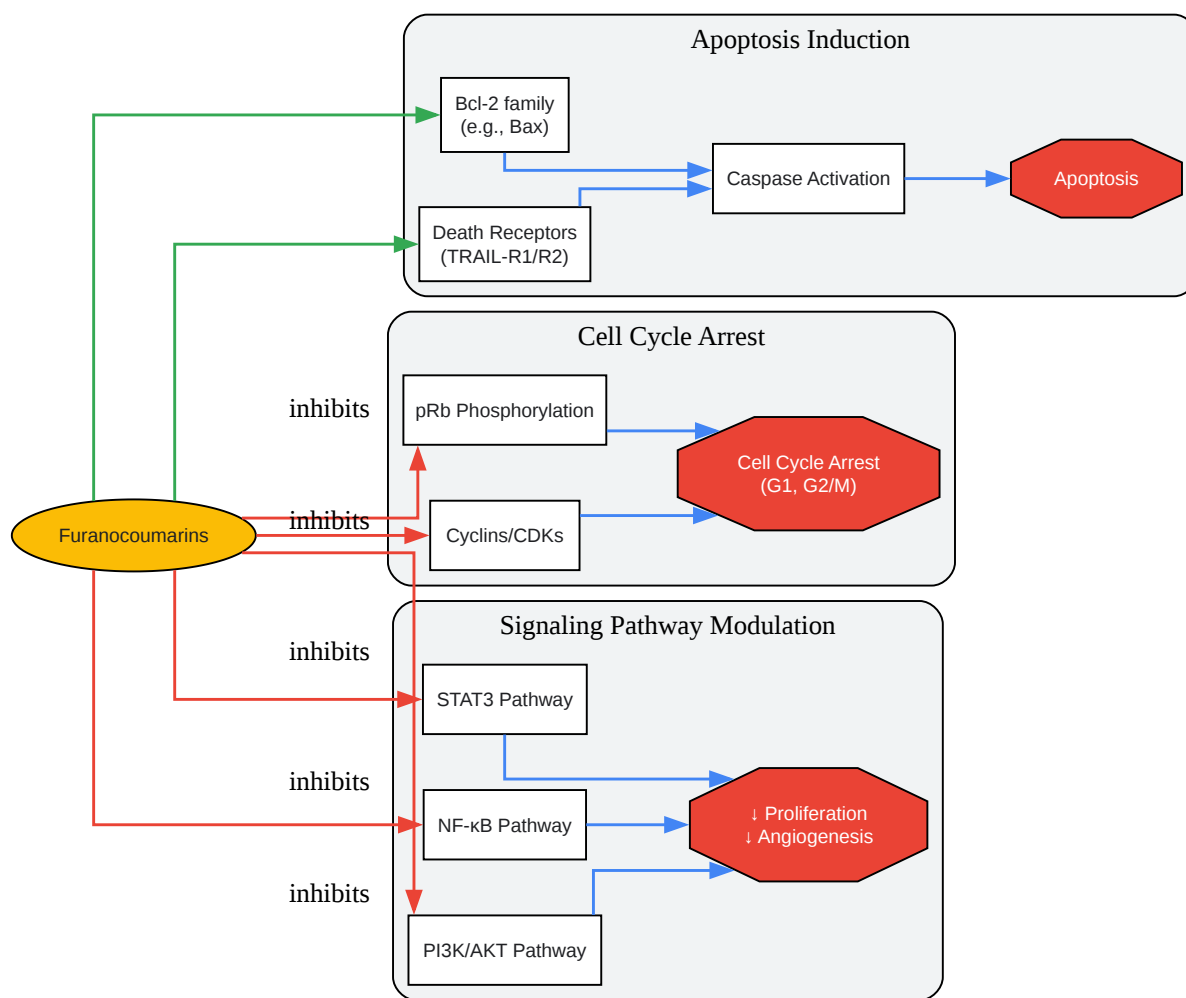 Apoptosis Induction
Bcl-2 family
(e.g., Bax)
Caspase Activation
Apoptosis
Death Receptors
(TRAIL-R1/R2)
Cell Cycle Arrest
inhibits
pRb Phosphorylation
Cell Cycle Arrest
(G1, G2/M)
inhibits
Furanocoumarins
Cyclins/CDKs
Signaling Pathway Modulation
inhibits
STAT3 Pathway
inhibits
NF-κB Pathway
↓ Proliferation
↓ Angiogenesis
inhibits
PI3K/AKT Pathway